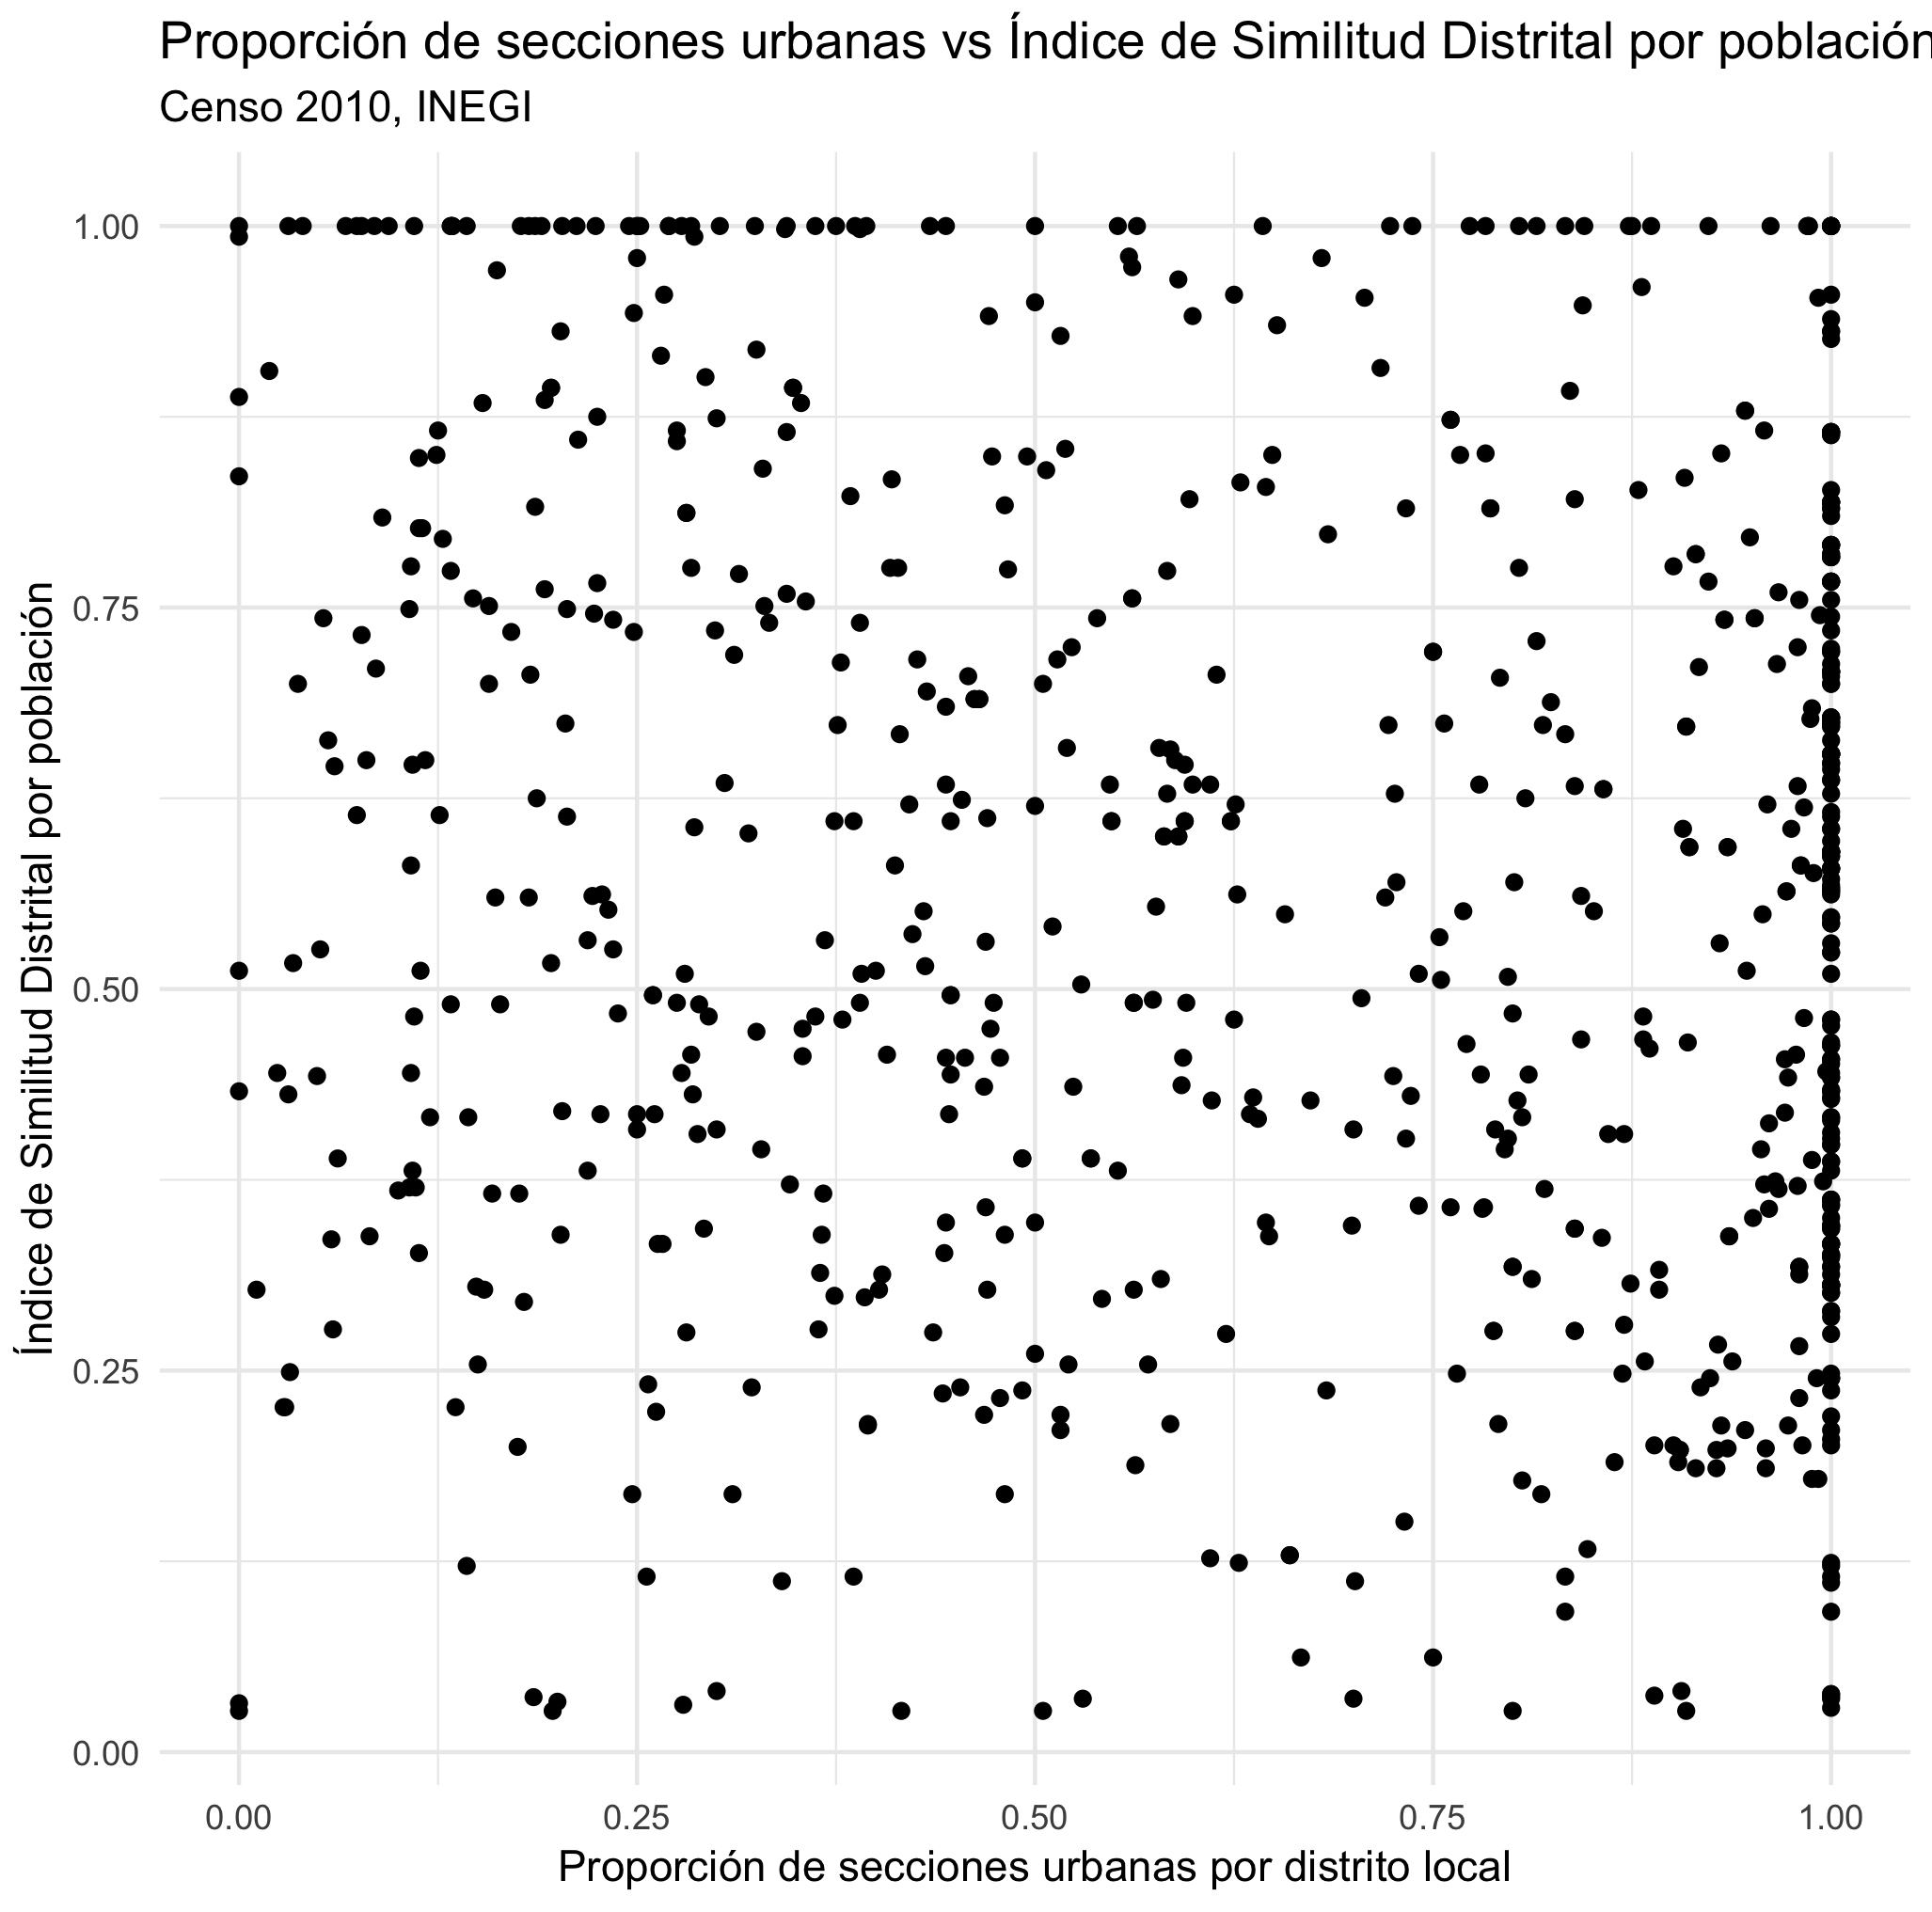 Proporción de secciones urbanas vs Índice de Similitud Distrital por población
Censo 2010, INEGI
Índice de Similitud Distrital por población
1.00
0.75
0.50
0.25
0.00
0.00 0.25 0.50 0.75 1.00
Proporción de secciones urbanas por distrito local